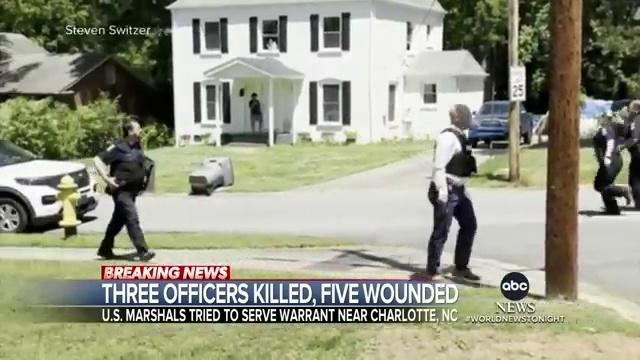 Steven Switzer
25
BREAKING NEWS
THREE OFFICERS KILLED, FIVE WOUNDED
U.S. MARSHALS TRIED TO SERVE WARRANT NEAR CHARLOTTE, NC
abc
NEWS
#WORLDNEWSTONIGHT